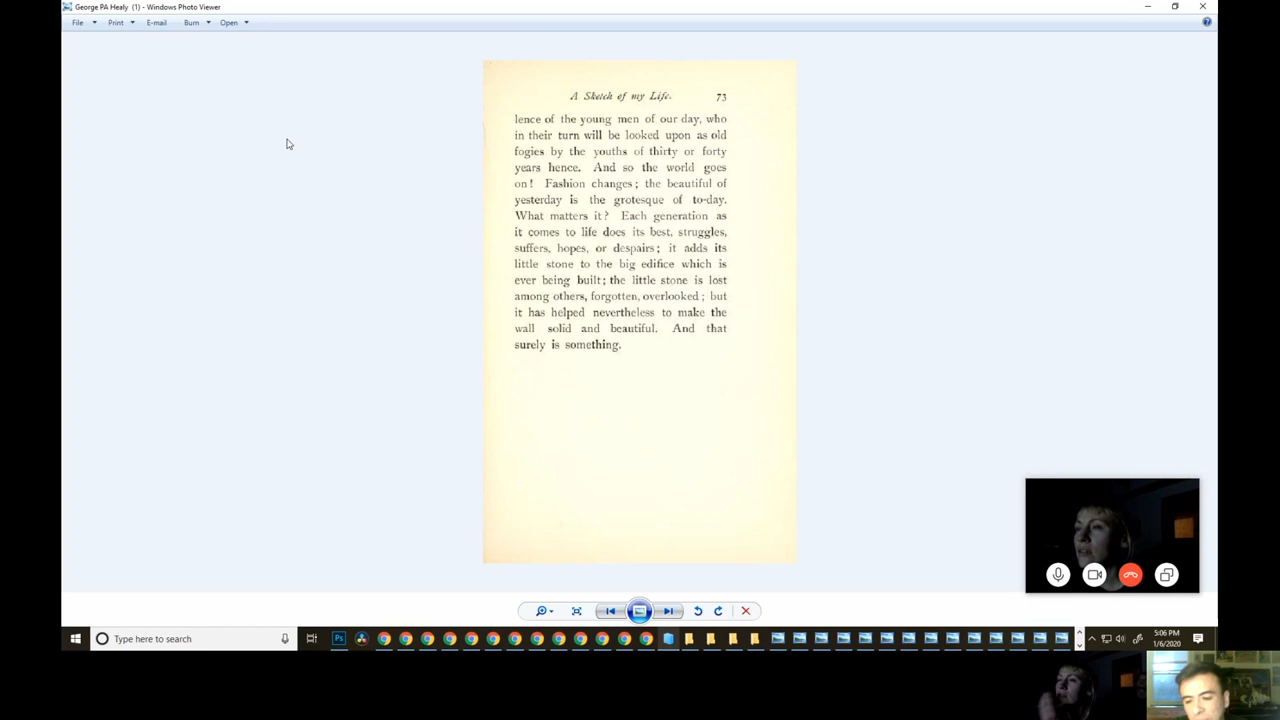 George PA Healy (1) - Windows Photo Viewer
File Print E-mail Burn Open
A Sketch of my Life. 73
lence of the young men of our day, who
in their turn will be looked upon as old
fogies by the youths of thirty or forty
years hence. And so the world goes
on! Fashion changes; the beautiful of
yesterday is the grotesque of to-day.
What matters it? Each generation as
it comes to life does its best, struggles,
suffers, hopes, or despairs; it adds its
little stone to the big edifice which is
ever being built; the little stone is lost
among others, forgotten, overlooked; but
it has helped nevertheless to make the
wall solid and beautiful. And that
surely is something.
Type here to search
Ps
5:06 PM
1/6/2020